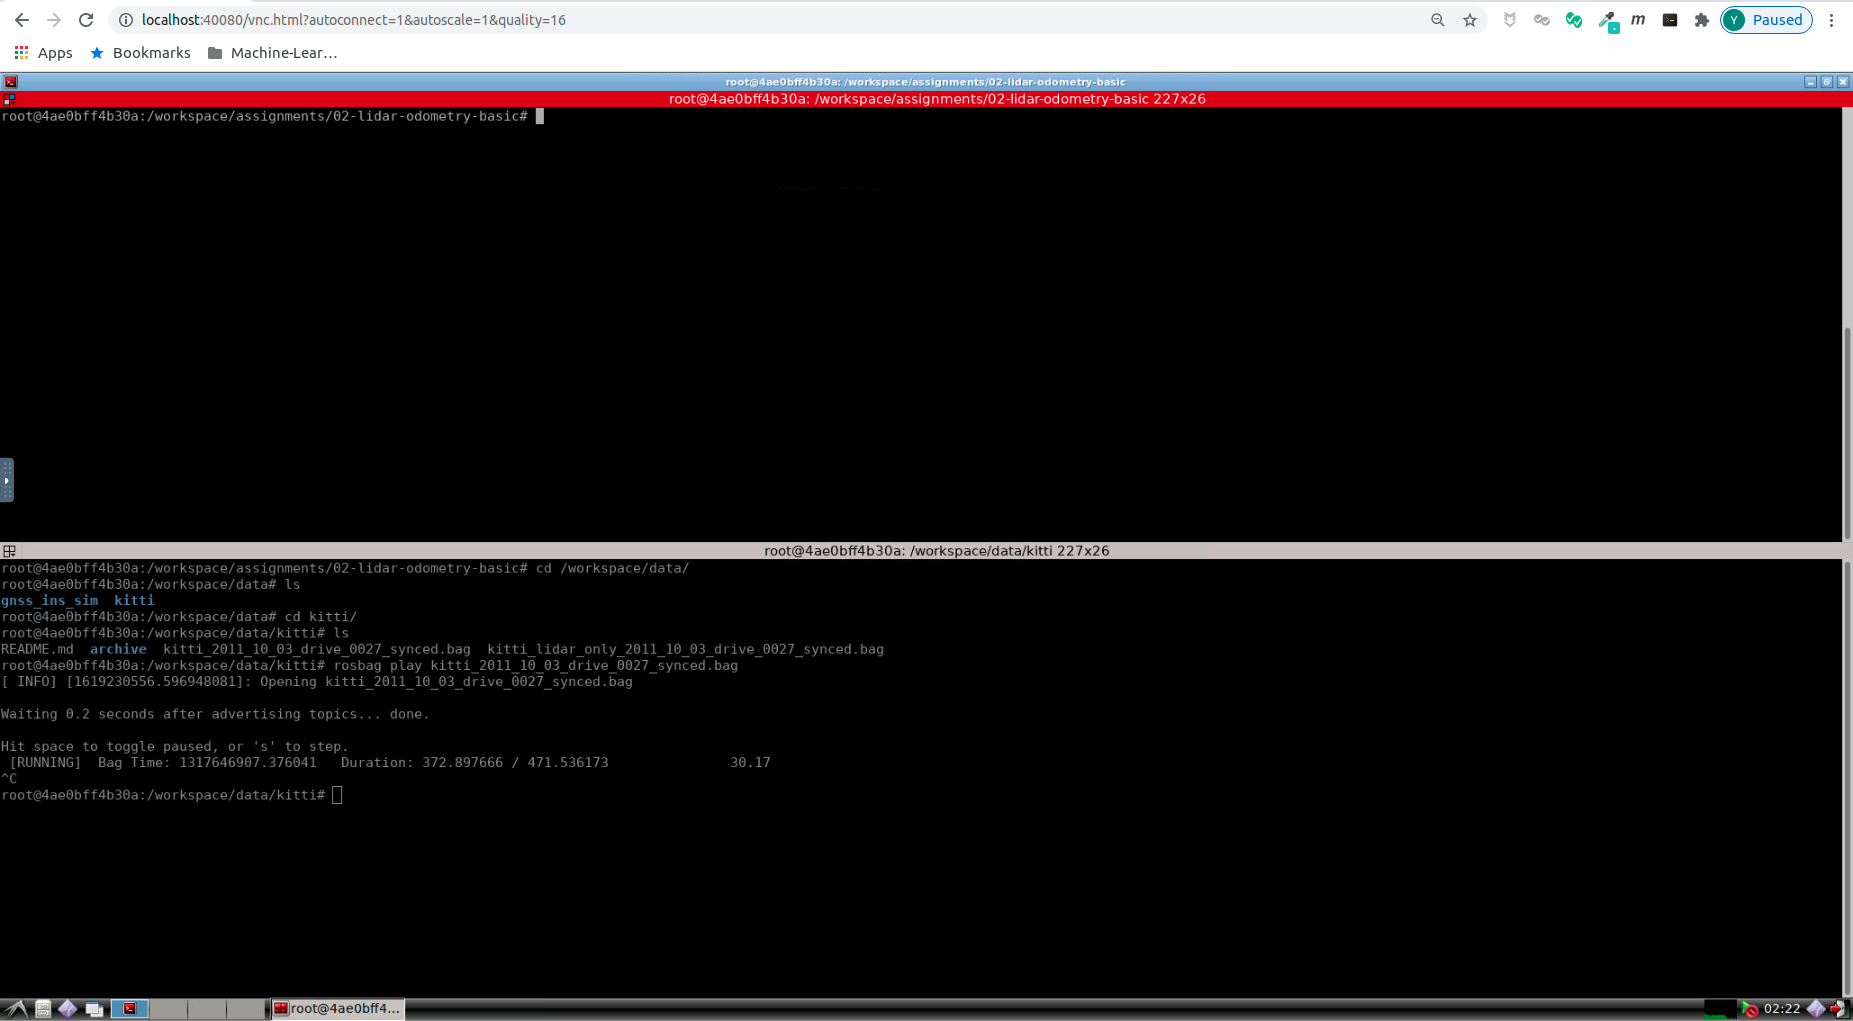 localhost:40080/vnc.html?autoconnect=1&autoscale=1&quality=16
m
Y Paused
Apps
Bookmarks
Machine-Lear...
root@4ae0bff4b30a: /workspace/assignments/02-lidar-odometry-basic
root@4ae0bff4b30a: /workspace/assignments/02-lidar-odometry-basic 227x26
root@4ae0bff4b30a:/workspace/assignments/02-lidar-odometry-basic#
root@4ae0bff4b30a: /workspace/data/kitti 227x26
root@4ae0bff4b30a:/workspace/assignments/02-lidar-odometry-basic# cd /workspace/data/
root@4ae0bff4b30a:/workspace/data# ls
gnss_ins_sim  kitti
root@4ae0bff4b30a:/workspace/data# cd kitti/
root@4ae0bff4b30a:/workspace/data/kitti# ls
README.md  archive  kitti_2011_10_03_drive_0027_synced.bag  kitti_lidar_only_2011_10_03_drive_0027_synced.bag
root@4ae0bff4b30a:/workspace/data/kitti# rosbag play kitti_2011_10_03_drive_0027_synced.bag
[ INFO] [1619230556.596948081]: Opening kitti_2011_10_03_drive_0027_synced.bag
Waiting 0.2 seconds after advertising topics... done.
Hit space to toggle paused, or 's' to step.
[RUNNING]  Bag Time: 1317646907.376041   Duration: 372.897666 / 471.536173               30.17
^C
root@4ae0bff4b30a:/workspace/data/kitti#
root@4ae0bff4...
02:22